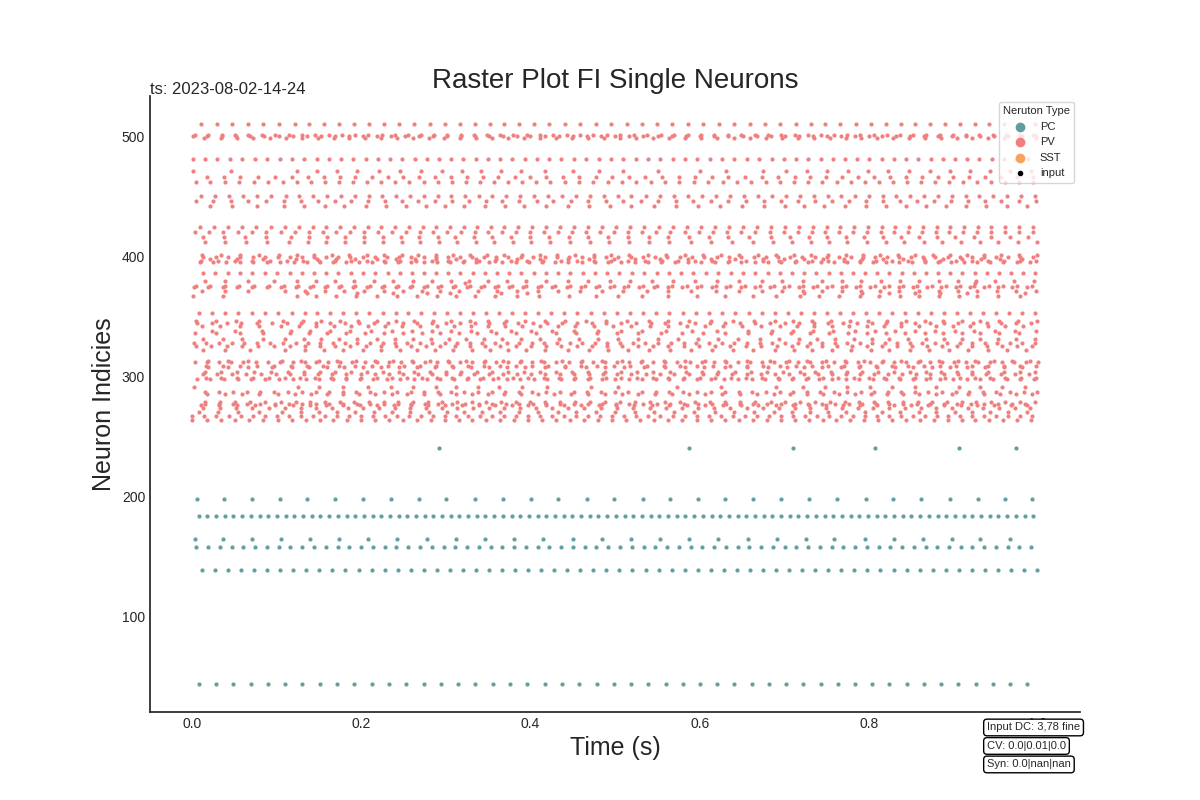 Raster Plot FI Single Neurons
ts: 2023-08-02-14-24
Neruton Type
PC
PV
SST
input
Neuron Indicies
500
400
300
200
100
0.0 0.2 0.4 0.6 0.8
Time (s)
Input DC: 3,78 fine
CV: 0.0|0.01|0.0
Syn: 0.0|nan|nan